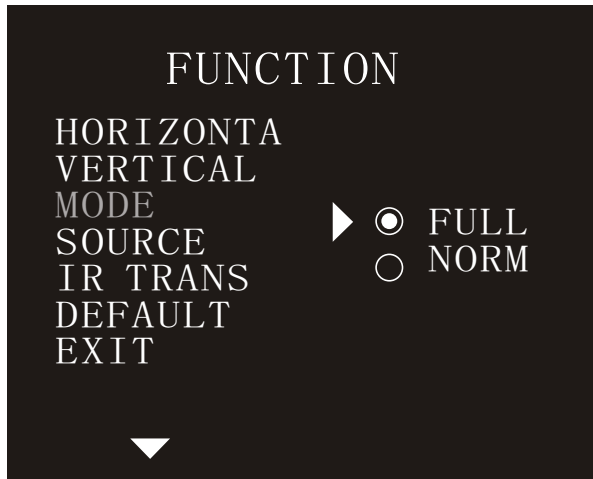 FUNCTION
HORIZONTA
VERTICAL
MODE
SOURCE
IR TRANS
DEFAULT
EXIT
FULL
NORM